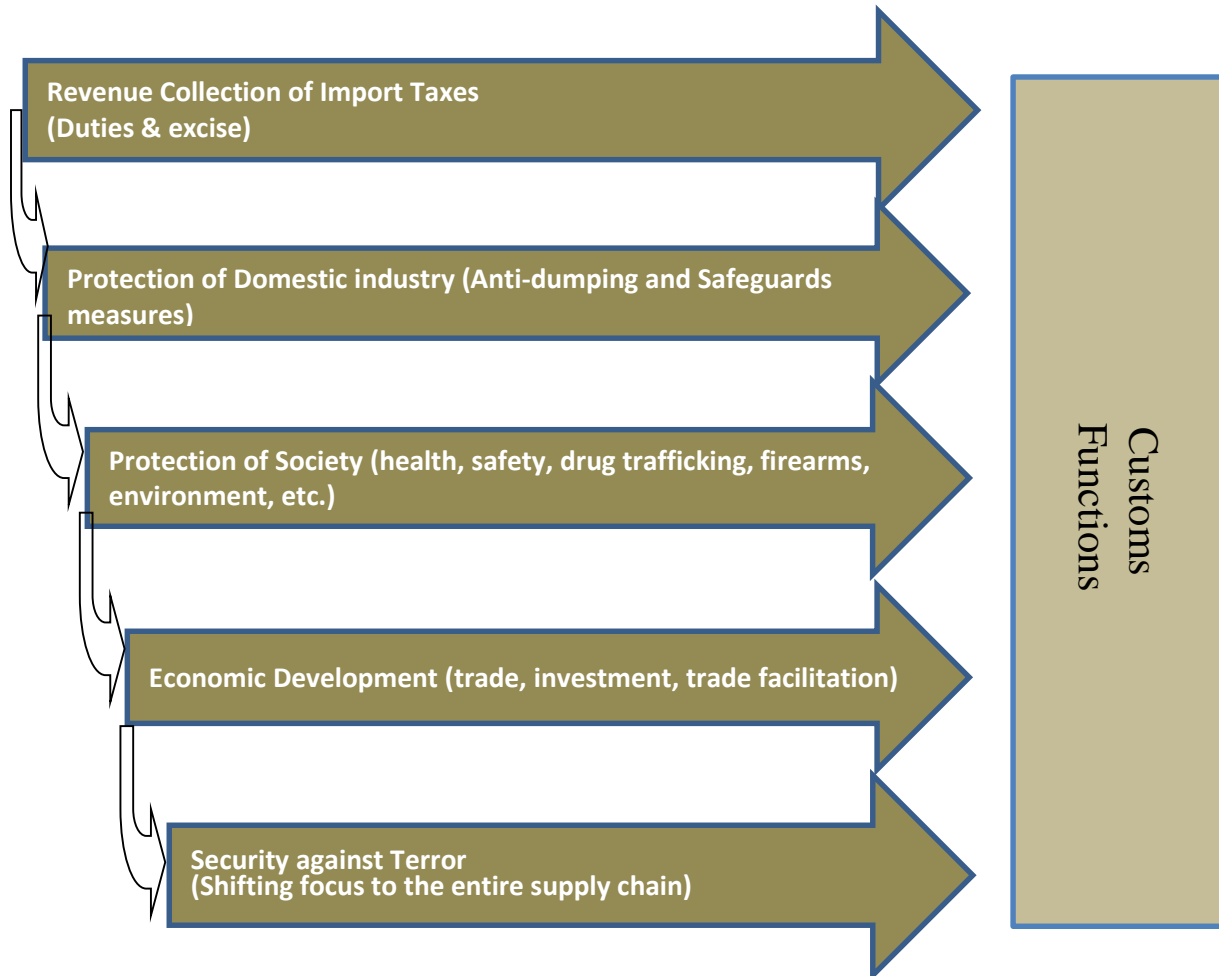 Revenue Collection of Import Taxes
(Duties & excise)
Protection of Domestic industry (Anti-dumping and Safeguards
measures)
Protection of Society (health, safety, drug trafficking, firearms,
environment, etc.)
Economic Development (trade, investment, trade facilitation)
Security against Terror
(Shifting focus to the entire supply chain)
Customs
Functions